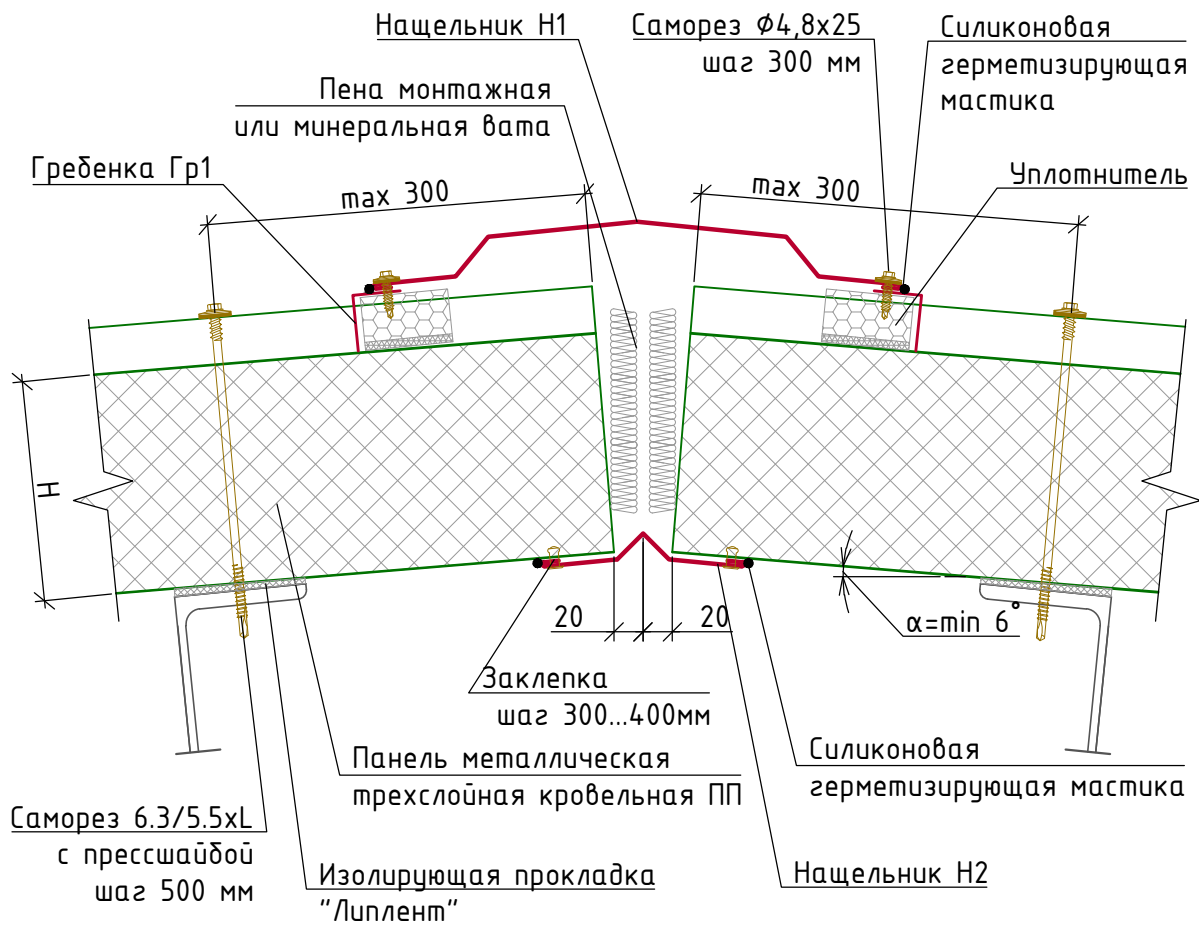 Нащельник Н1
Саморез Ф4,8х25
шаг 300 мм
Силиконовая
герметизирующая
мастика
Пена монтажная
или минеральная вата
Гребенка Гр1
Уплотнитель
max 300
max 300
H
20
20
α=min 6°
Заклепка
шаг 300...400мм
Панель металлическая
трехслойная кровельная ПП
Силиконовая
герметизирующая мастика
Саморез 6.3/5.5xL
с прессшайбой
шаг 500 мм
Изолирующая прокладка
"Липлент"
Нащельник Н2